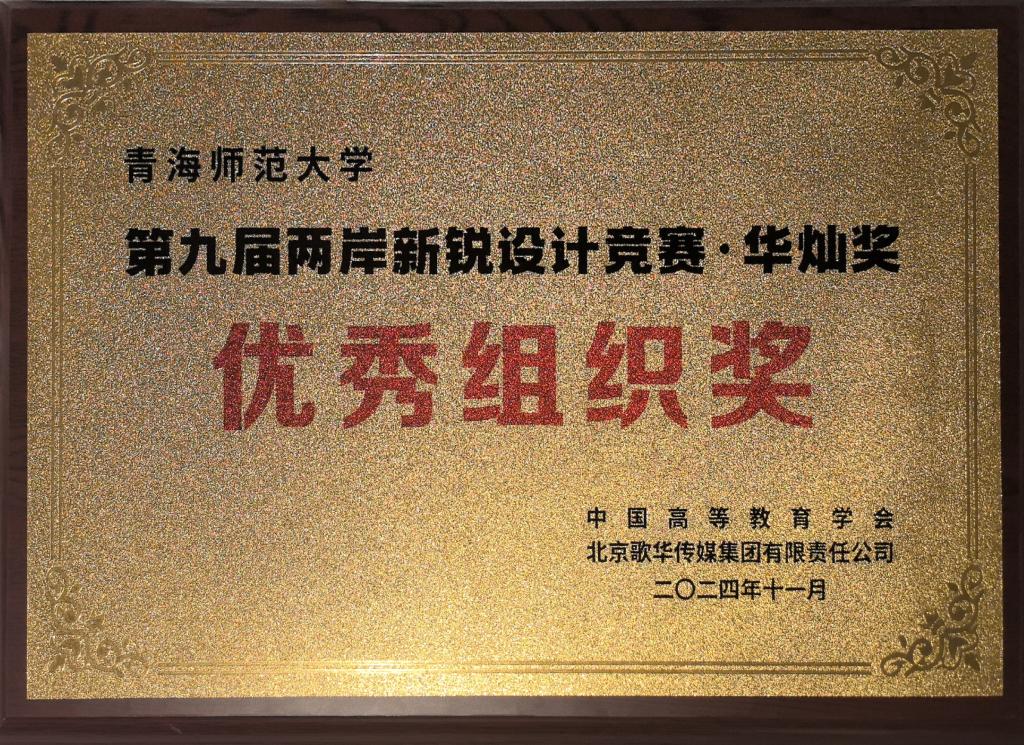 青海师范大学
第九届两岸新锐设计竞赛·华灿奖
优秀组织奖
中国高等教育学会
北京歌华传媒集团有限责任公司
二〇二四年十一月